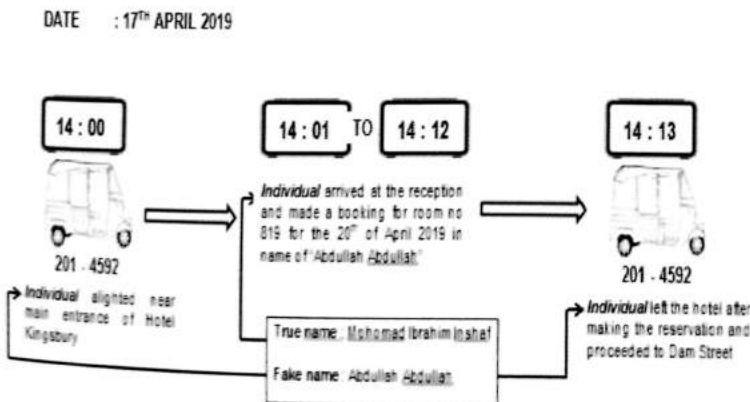 DATE : 17TH APRIL 2019
14 : 00
14 : 01 TO 14 : 12
14 : 13
201 - 4592
Individual alighted near
main entrance of Hotel
Kingsbury
Individual arrived at the reception
and made a booking for room no
819 for the 20TH of April 2019 in
name of "Abdullah Abdullah"
True name : Mohomad Ibrahim Inshaf
Fake name : Abdullah Abdullah
201 - 4592
Individual left the hotel after
making the reservation and
proceeded to Dam Street